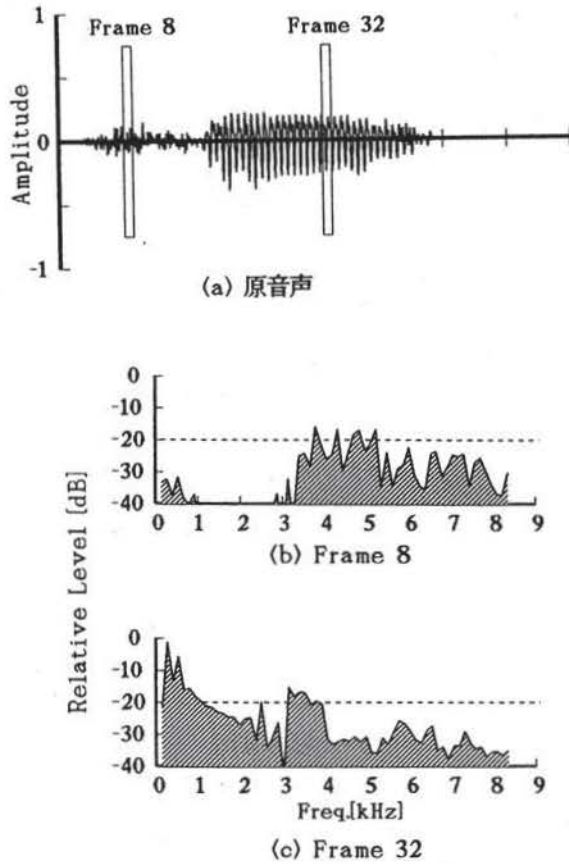 1
Frame 8
Frame 32
Amplitude
0
-1
(a) 原音声
0
-10
-20
-30
-40
0 1 2 3 4 5 6 7 8 9
(b) Frame 8
Relative Level [dB]
0
-10
-20
-30
-40
0 1 2 3 4 5 6 7 8 9
Freq.[kHz]
(c) Frame 32